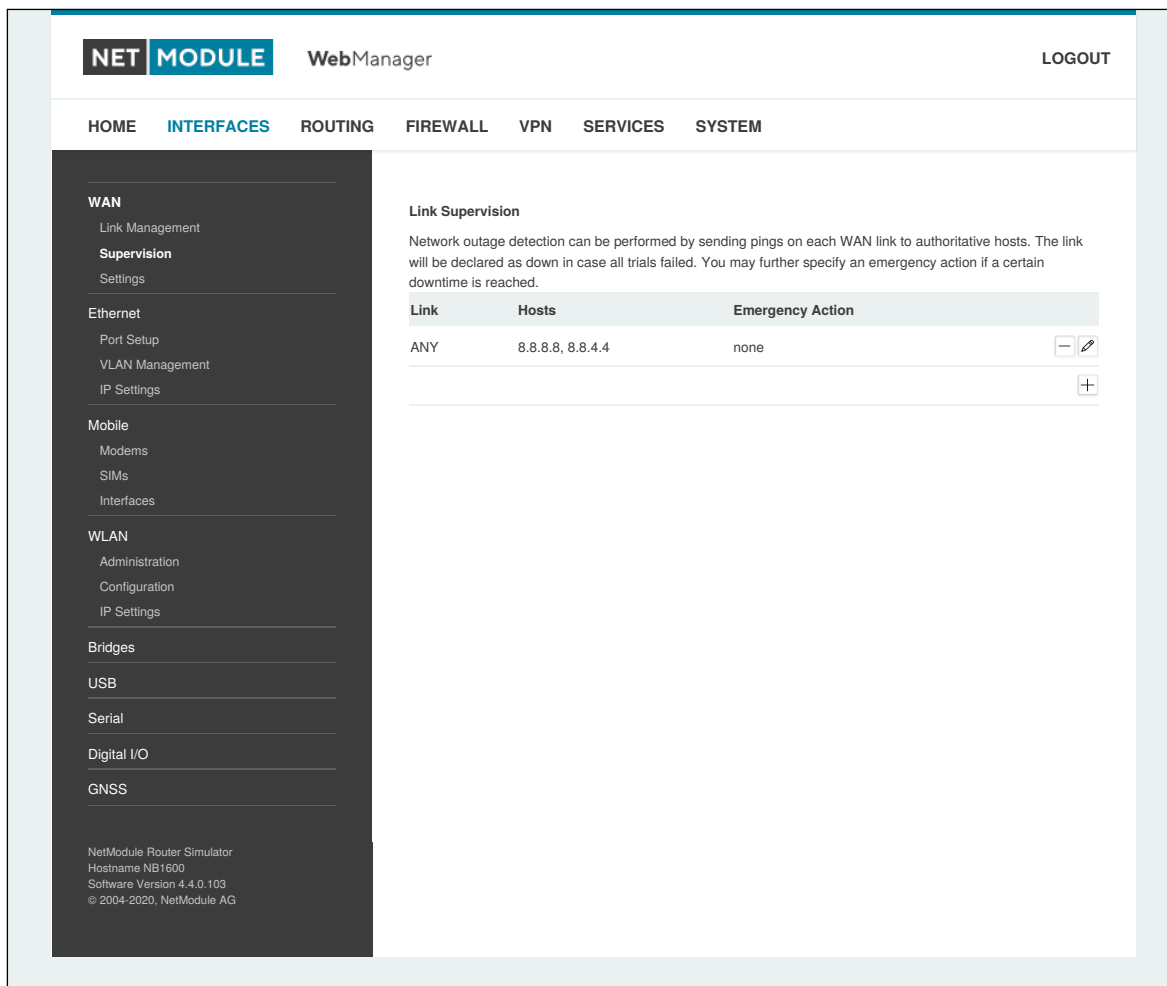 NET MODULE WebManager LOGOUT
HOME INTERFACES ROUTING FIREWALL VPN SERVICES SYSTEM
WAN
Link Management
Supervision
Settings
Ethernet
Port Setup
VLAN Management
IP Settings
Mobile
Modems
SIMs
Interfaces
WLAN
Administration
Configuration
IP Settings
Bridges
USB
Serial
Digital I/O
GNSS
NetModule Router Simulator
Hostname NB1600
Software Version 4.4.0.103
© 2004-2020, NetModule AG
Link Supervision
Network outage detection can be performed by sending pings on each WAN link to authoritative hosts. The link
will be declared as down in case all trials failed. You may further specify an emergency action if a certain
downtime is reached.
Link Hosts Emergency Action
ANY 8.8.8.8, 8.8.4.4 none